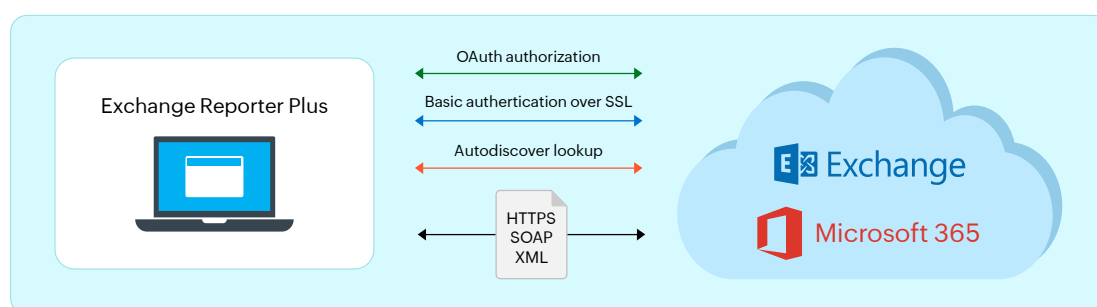 Exchange Reporter Plus
OAuth authorization
Basic authertication over SSL
Autodiscover lookup
HTTPS
SOAP
XML
E Exchange
Microsoft 365